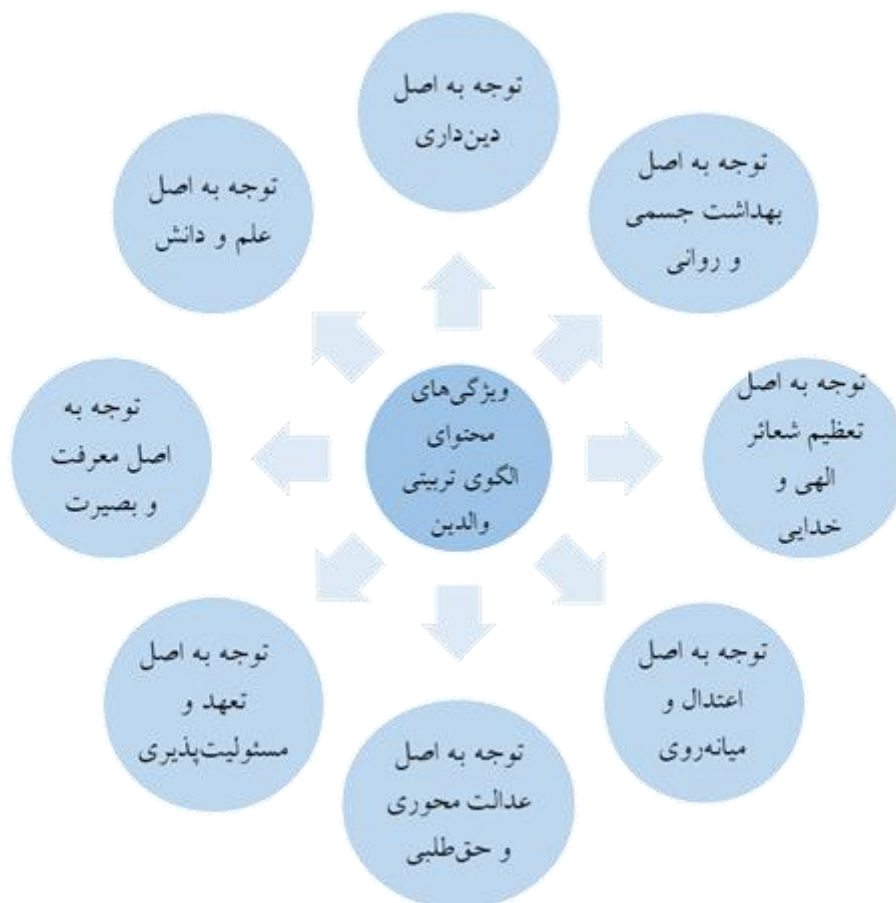 توجه به اصل
دین‌داری
توجه به اصل
بهداشت جسمی
و روانی
توجه به اصل
تعظیم شعائر
الهی و
خدایی
توجه به اصل
اعتدال و
میانه‌روی
توجه به اصل
عدالت محوری
و حق‌طلبی
توجه به اصل
تعهد و
مسئولیت‌پذیری
توجه به
اصل معرفت
و بصیرت
توجه به اصل
علم و دانش
ویژگی‌های
محتوای
الگوی تربیتی
والدین